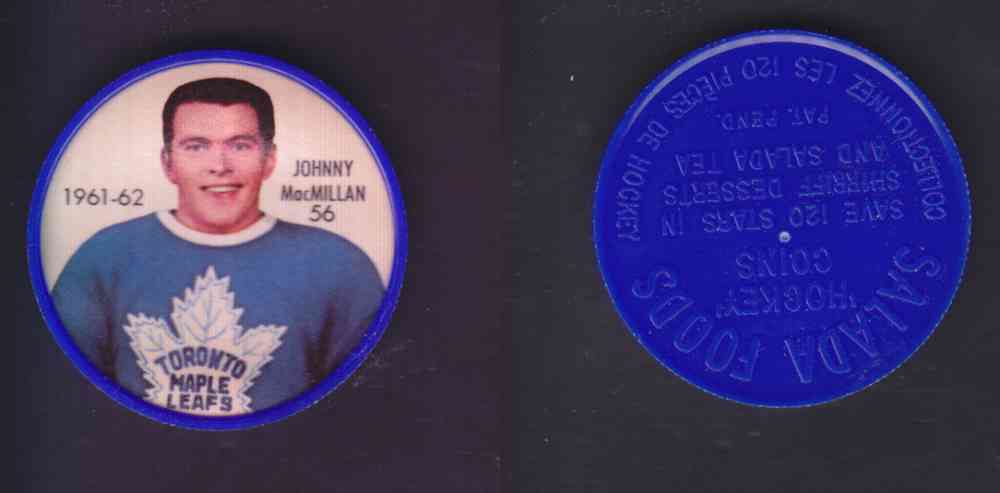 1961-62
JOHNNY
MacMILLAN
56
TORONTO
MAPLE
LEAFS
SALADA FOODS
"HOCKEY"
COINS
SAVE 120 STARS IN
SHIRRIFF DESSERTS
AND SALADA TEA
PAT. PEND.
COLLECTIONNEZ LES 120 PIÈCES DE HOCKEY